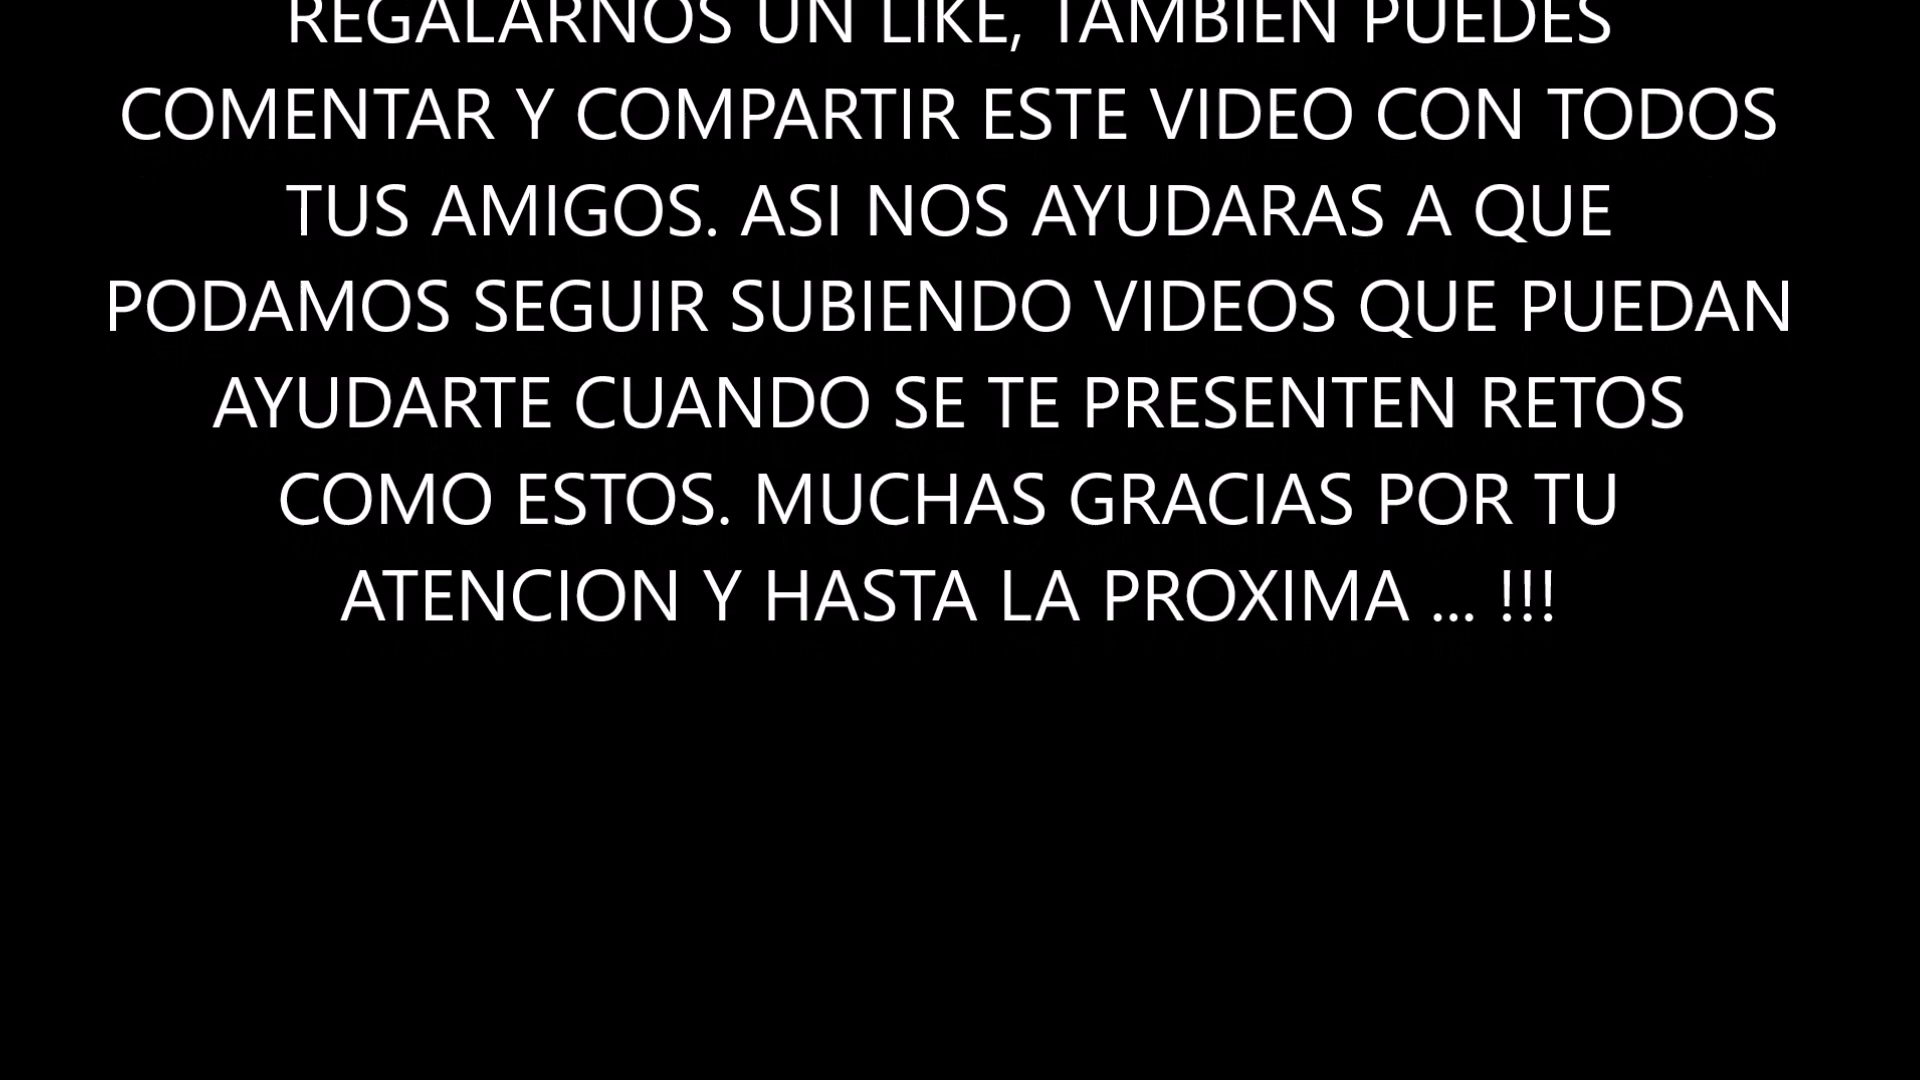 REGALARNOS UN LIKE, TAMBIEN PUEDES
COMENTAR Y COMPARTIR ESTE VIDEO CON TODOS
TUS AMIGOS. ASI NOS AYUDARAS A QUE
PODAMOS SEGUIR SUBIENDO VIDEOS QUE PUEDAN
AYUDARTE CUANDO SE TE PRESENTEN RETOS
COMO ESTOS. MUCHAS GRACIAS POR TU
ATENCION Y HASTA LA PROXIMA ... !!!